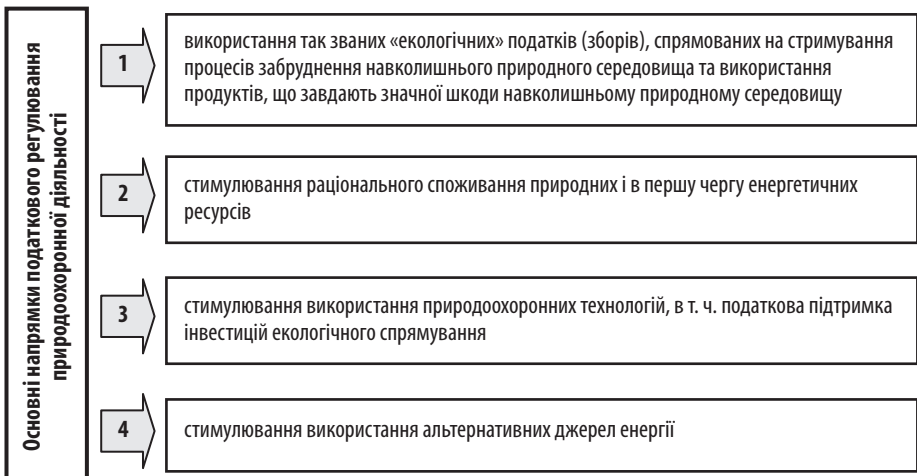 Основні напрямки податкового регулювання
природоохоронної діяльності
1
використання так званих «екологічних» податків (зборів), спрямованих на стримування
процесів забруднення навколишнього природного середовища та використання
продуктів, що завдають значної шкоди навколишньому природному середовищу
2
стимулювання раціонального споживання природних і в першу чергу енергетичних
ресурсів
3
стимулювання використання природоохоронних технологій, в т. ч. податкова підтримка
інвестицій екологічного спрямування
4
стимулювання використання альтернативних джерел енергії